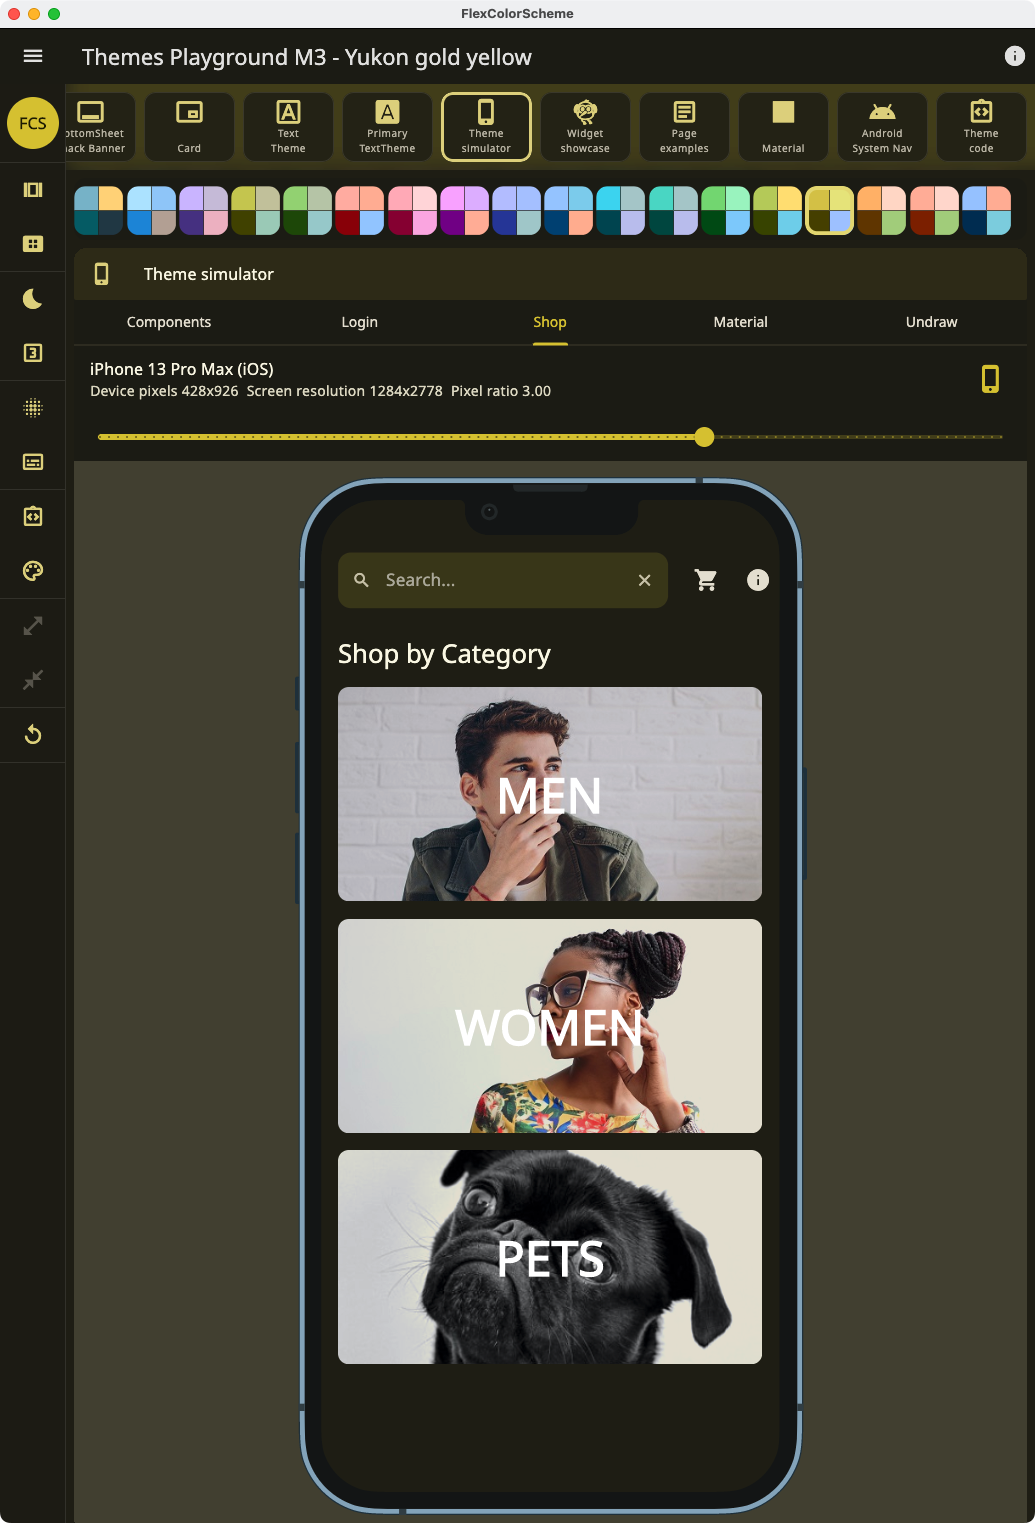 FlexColorScheme
Themes Playground M3 - Yukon gold yellow
FCS
ottomSheet
ack Banner
Card
Text
Theme
Primary
TextTheme
Theme
simulator
Widget
showcase
Page
examples
Material
Android
System Nav
Theme
code
Theme simulator
Components Login Shop Material Undraw
iPhone 13 Pro Max (iOS)
Device pixels 428x926 Screen resolution 1284x2778 Pixel ratio 3.00
Search...
Shop by Category
MEN
WOMEN
PETS